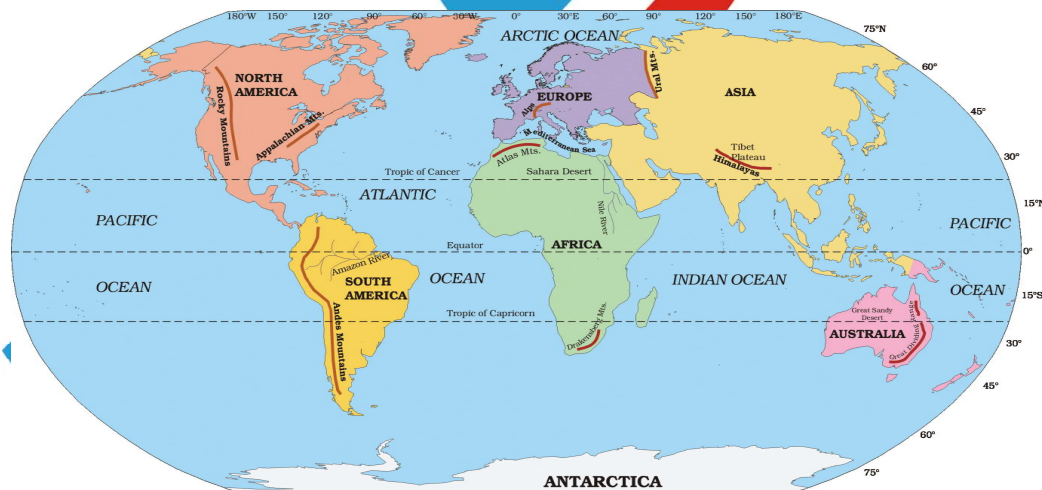 180°W 150° 120° 90° 60° 30°W 0° 30°E 60°E 90° 120° 150° 180°E
75°N
ARCTIC OCEAN
60°
NORTH
AMERICA
Rocky Mountains
Appalachian Mts.
EUROPE
Alps
Ural Mts.
ASIA
45°
Mediterranean Sea
Atlas Mts.
Sahara Desert
Tibet
Plateau
Himalayas
30°
Tropic of Cancer
ATLANTIC
15°N
PACIFIC
Nile River
PACIFIC
Equator
AFRICA
0°
Amazon River
SOUTH
AMERICA
OCEAN
OCEAN
INDIAN OCEAN
OCEAN
15°S
Andes Mountains
Tropic of Capricorn
Drakensberg Mts.
Great Sandy
Desert
AUSTRALIA
Great Dividing
Range
30°
45°
60°
75°
ANTARCTICA